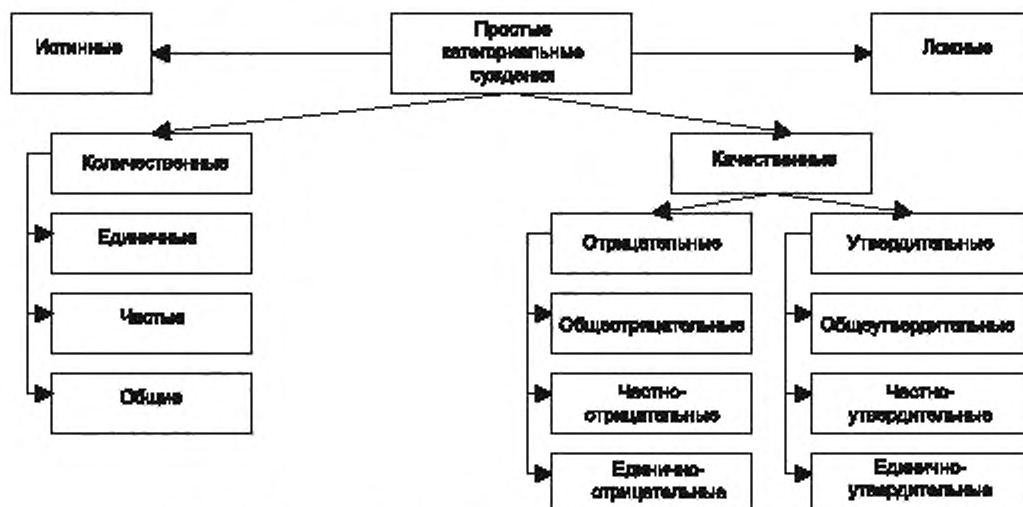 Истинные
Простые
категориальные
суждения
Ложные
Количественные
Качественные
Единичные
Отрицательные
Утвердительные
Частые
Общеотрицательные
Общеутвердительные
Общие
Частно-
отрицательные
Частно-
утвердительные
Единично-
отрицательные
Единично-
утвердительные